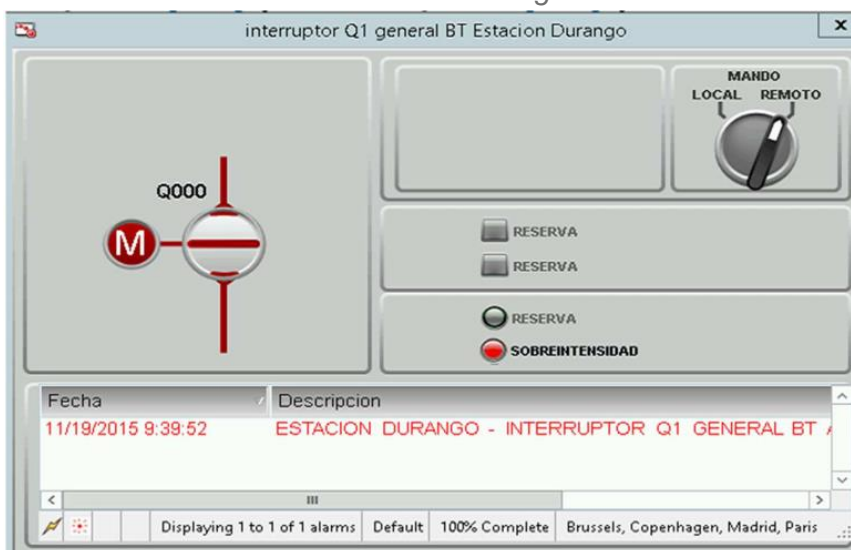 interruptor Q1 general BT Estacion Durango
x
MANDO
LOCAL REMOTO
Q000
M
RESERVA
RESERVA
RESERVA
SOBREINTENSIDAD
Fecha Descripcion
11/19/2015 9:39:52 ESTACION DURANGO - INTERRUPTOR Q1 GENERAL BT
Displaying 1 to 1 of 1 alarms Default 100% Complete Brussels, Copenhagen, Madrid, Paris